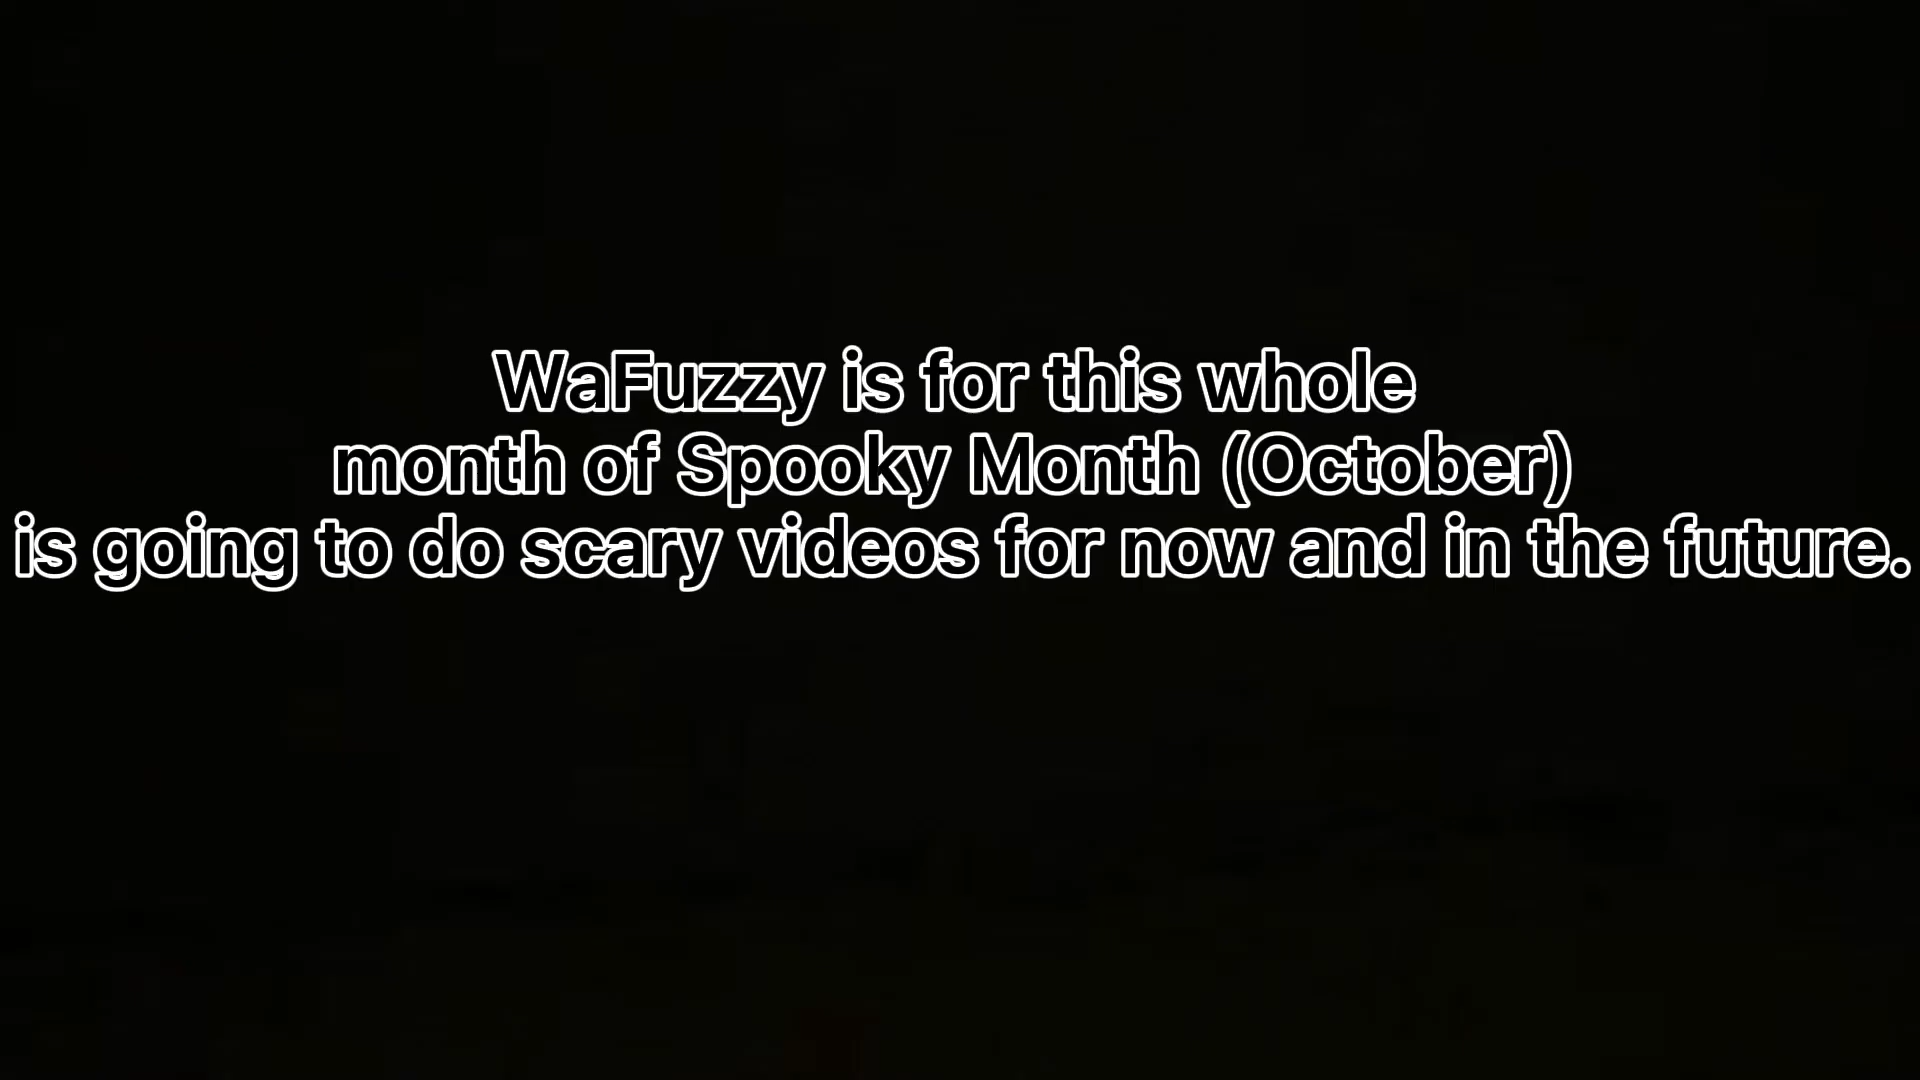 WaFuzzy is for this whole
month of Spooky Month (October)
is going to do scary videos for now and in the future.